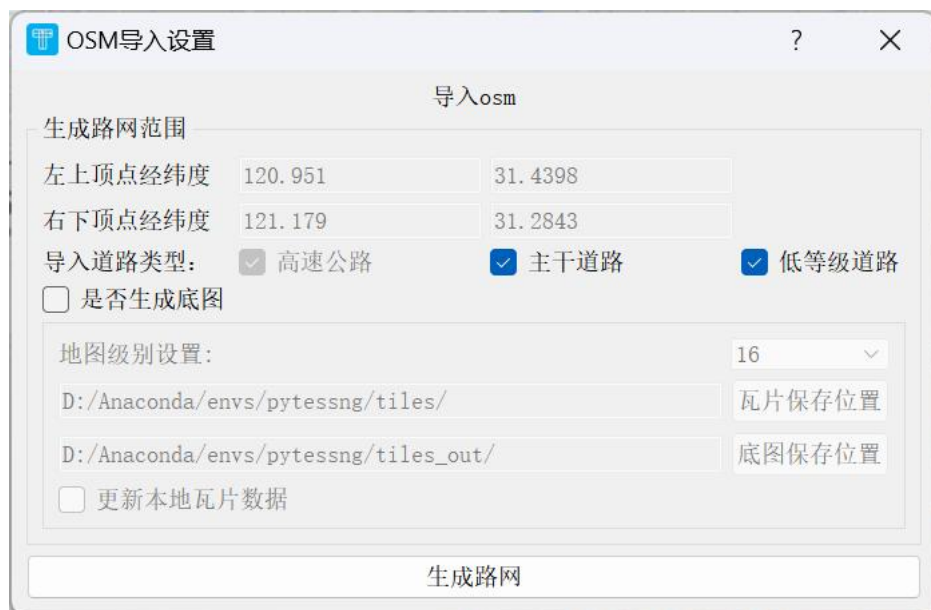 OSM导入设置 ?
导入osm
生成路网范围
左上顶点经纬度 120.951 31.4398
右下顶点经纬度 121.179 31.2843
导入道路类型: 高速公路 主干道路 低等级道路
是否生成底图
地图级别设置: 16
D:/Anaconda/envs/pytessng/tiles/ 瓦片保存位置
D:/Anaconda/envs/pytessng/tiles_out/ 底图保存位置
更新本地瓦片数据
生成路网